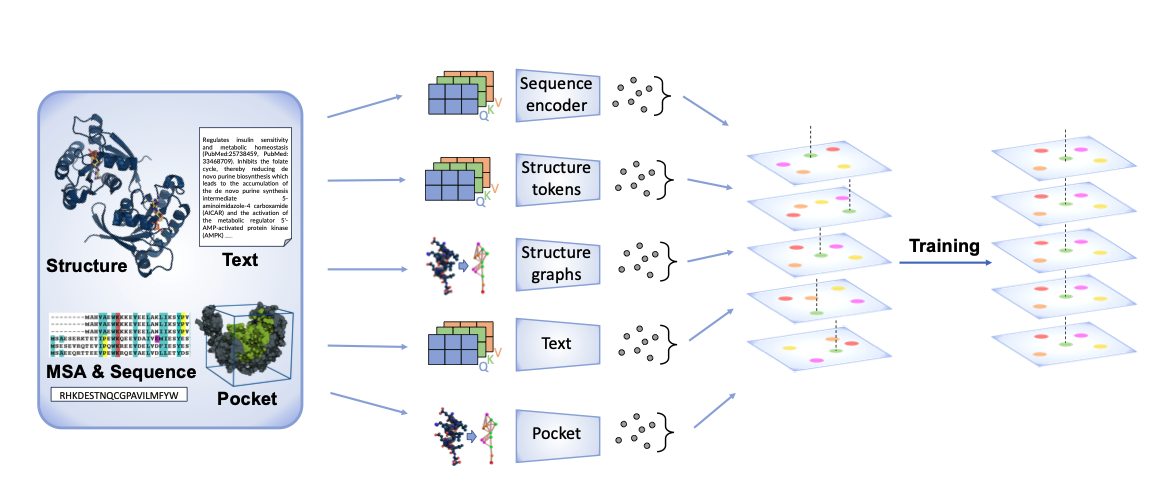 Regulates insulin sensitivity
and metabolic homeostasis
(PubMed:25738459, PubMed:
33468709). Inhibits the folate
cycle, thereby reducing de
novo purine biosynthesis which
leads to the accumulation of
the de novo purine synthesis
intermediate 5-
aminoimidazole-4 carboxamide
(AICAR) and the activation of
the metabolic regulator 5'-
AMP-activated protein kinase
(AMPK) ....
Structure
Text
MSA & Sequence
RHKDESTNQCGPAVILMFYW
Pocket
Q K V
Sequence
encoder
Q K V
Structure
tokens
Structure
graphs
Q K V
Text
Pocket
Training